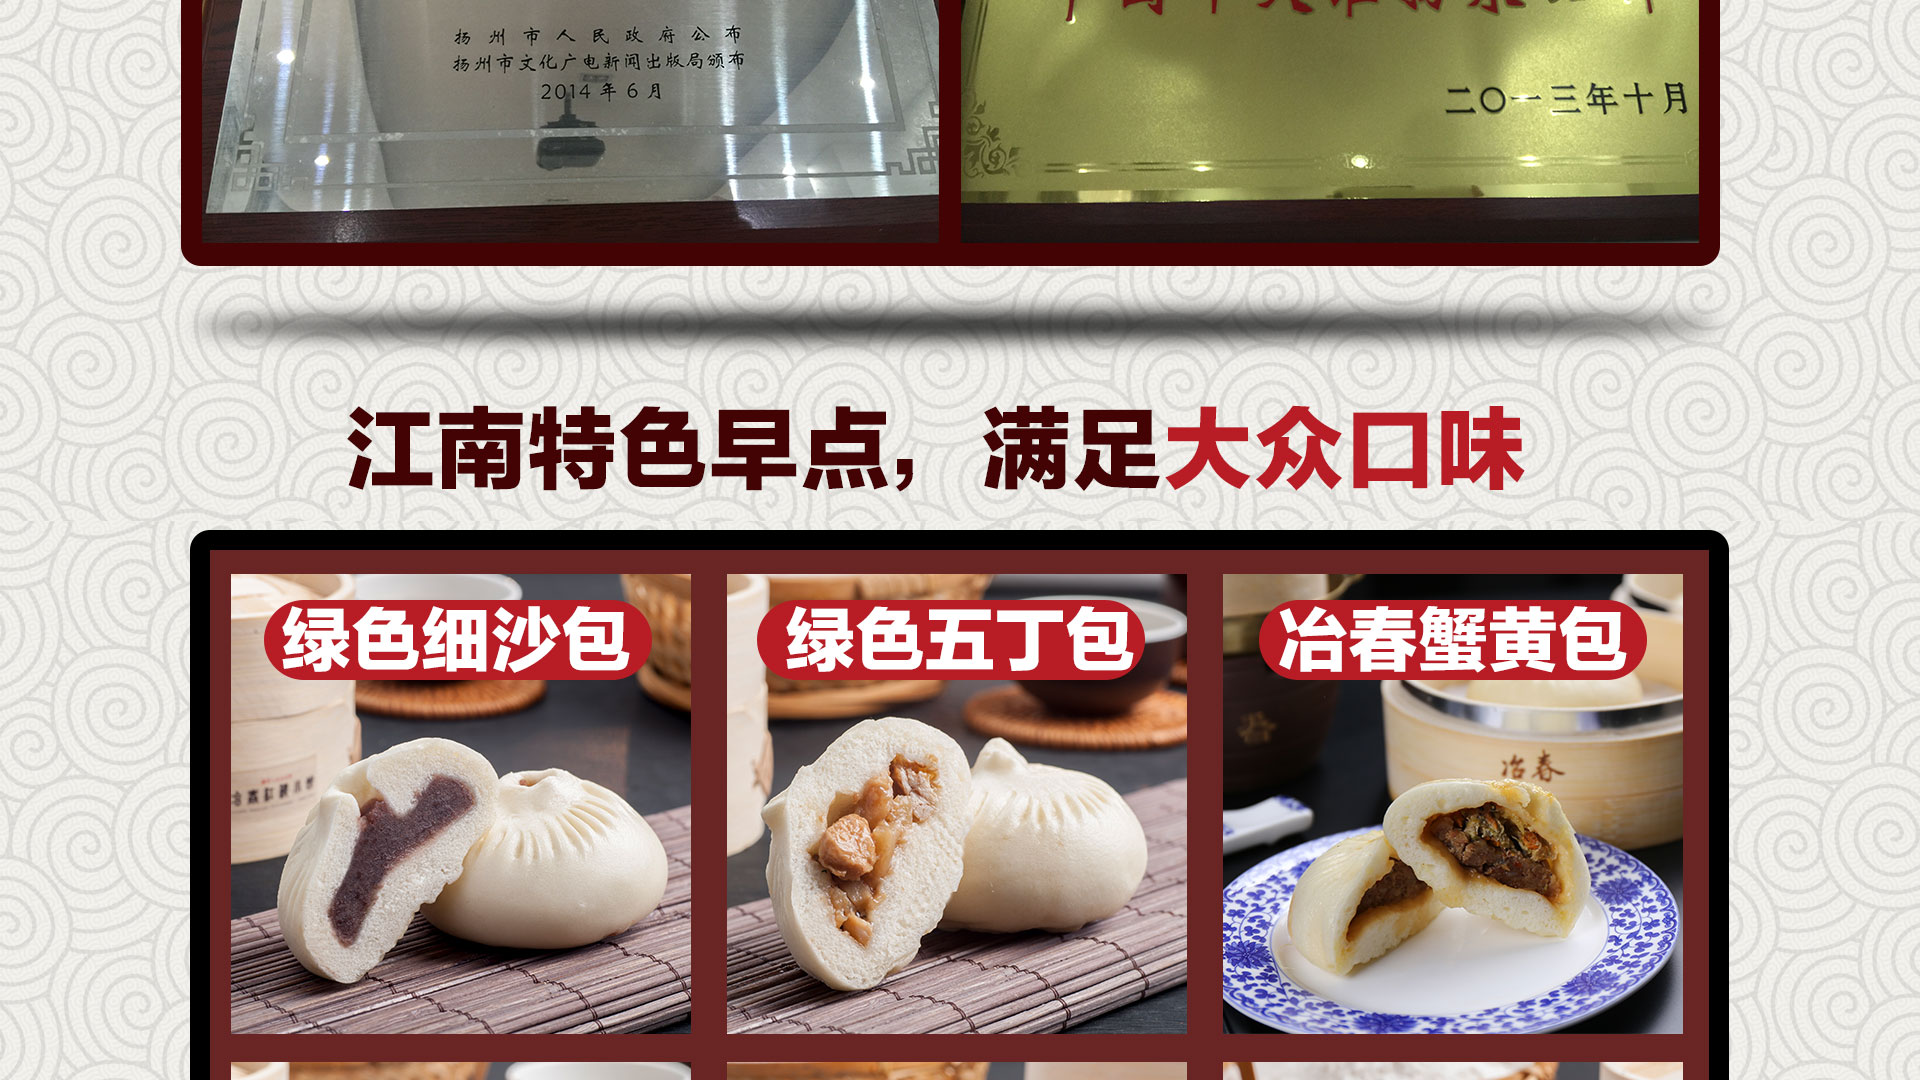 扬州市人民政府公布
扬州市文化广电新闻出版局颁布
2014年6月
二〇一三年十月
江南特色早点，满足大众口味
绿色细沙包
绿色五丁包
冶春蟹黄包
冶春